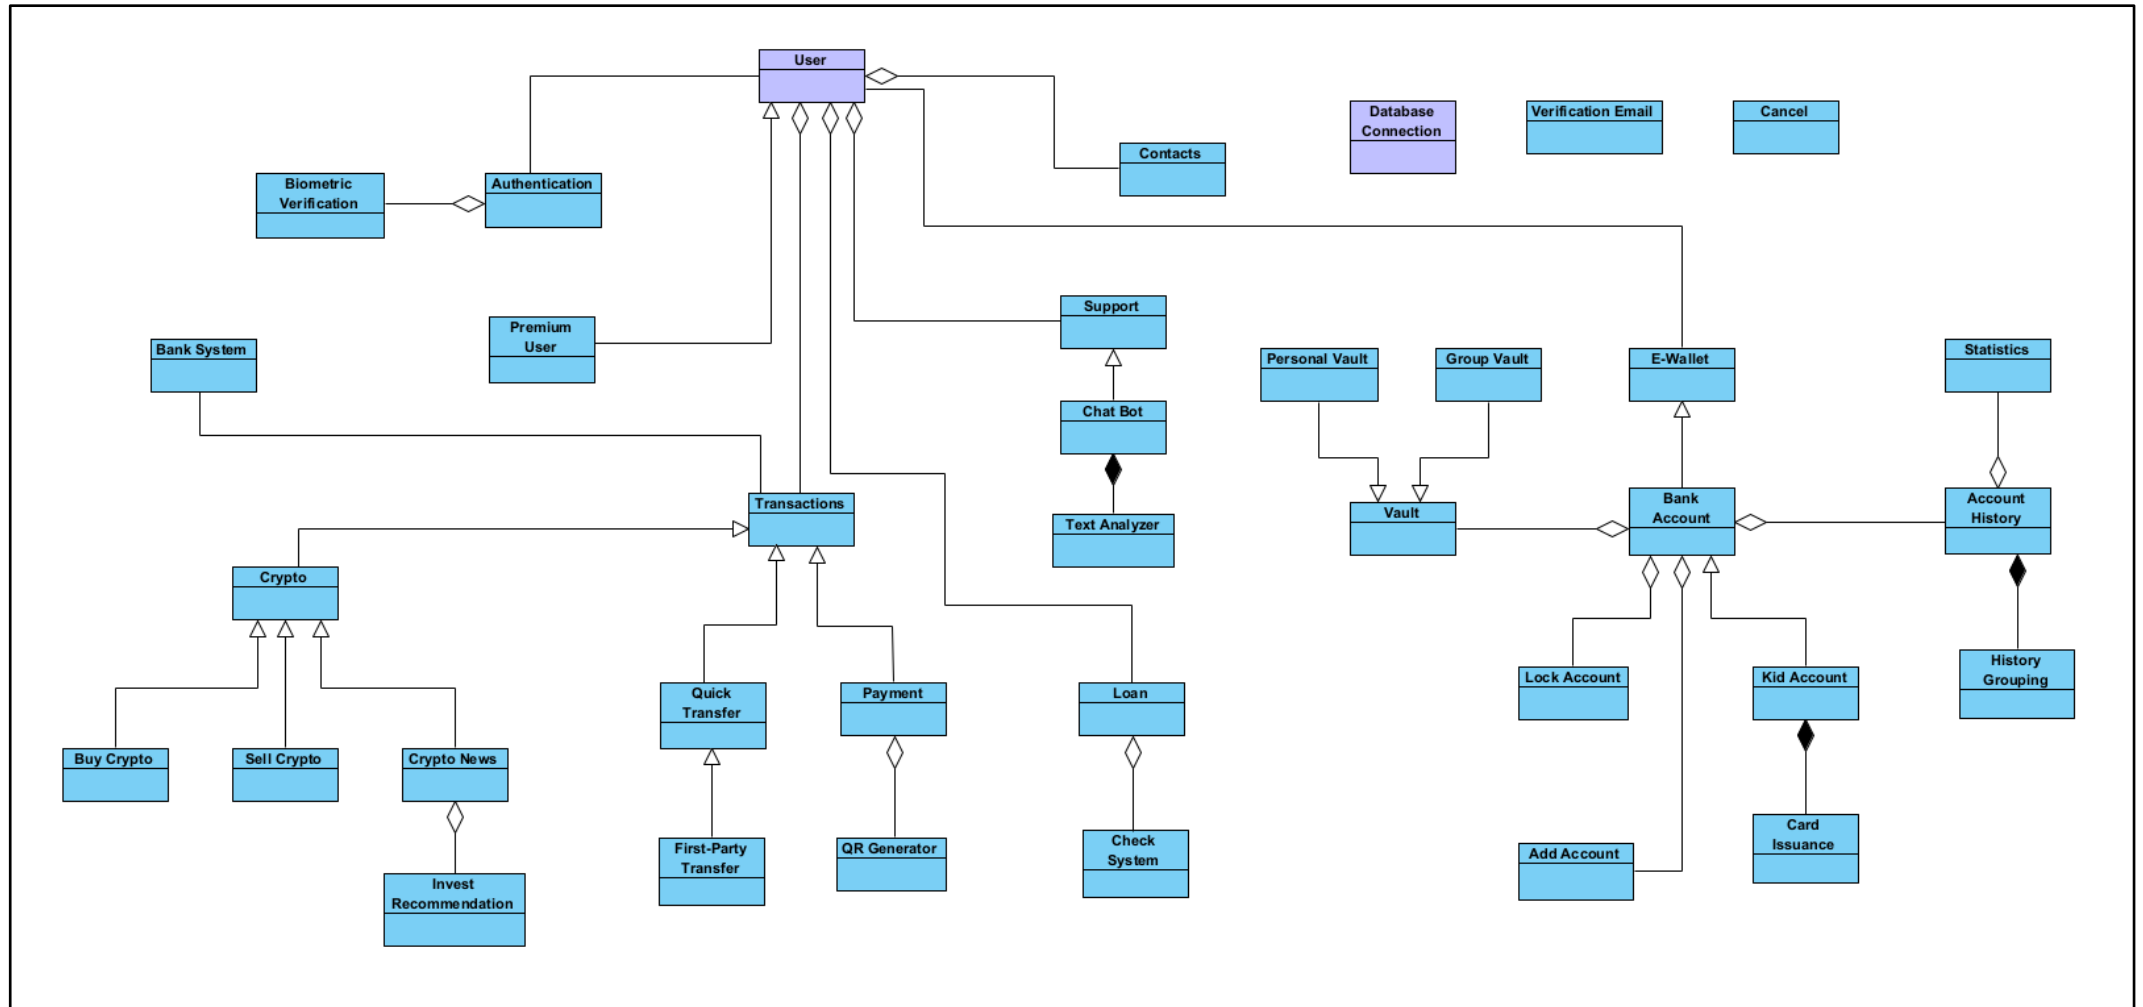 User
Database
Connection
Verification Email
Cancel
Contacts
Biometric
Verification
Authentication
Support
Premium
User
Bank System
Personal Vault
Group Vault
E-Wallet
Statistics
Chat Bot
Transactions
Text Analyzer
Vault
Bank
Account
Account
History
Crypto
Quick
Transfer
Payment
Loan
Lock Account
Kid Account
History
Grouping
Buy Crypto
Sell Crypto
Crypto News
First-Party
Transfer
QR Generator
Check
System
Add Account
Card
Issuance
Invest
Recommendation